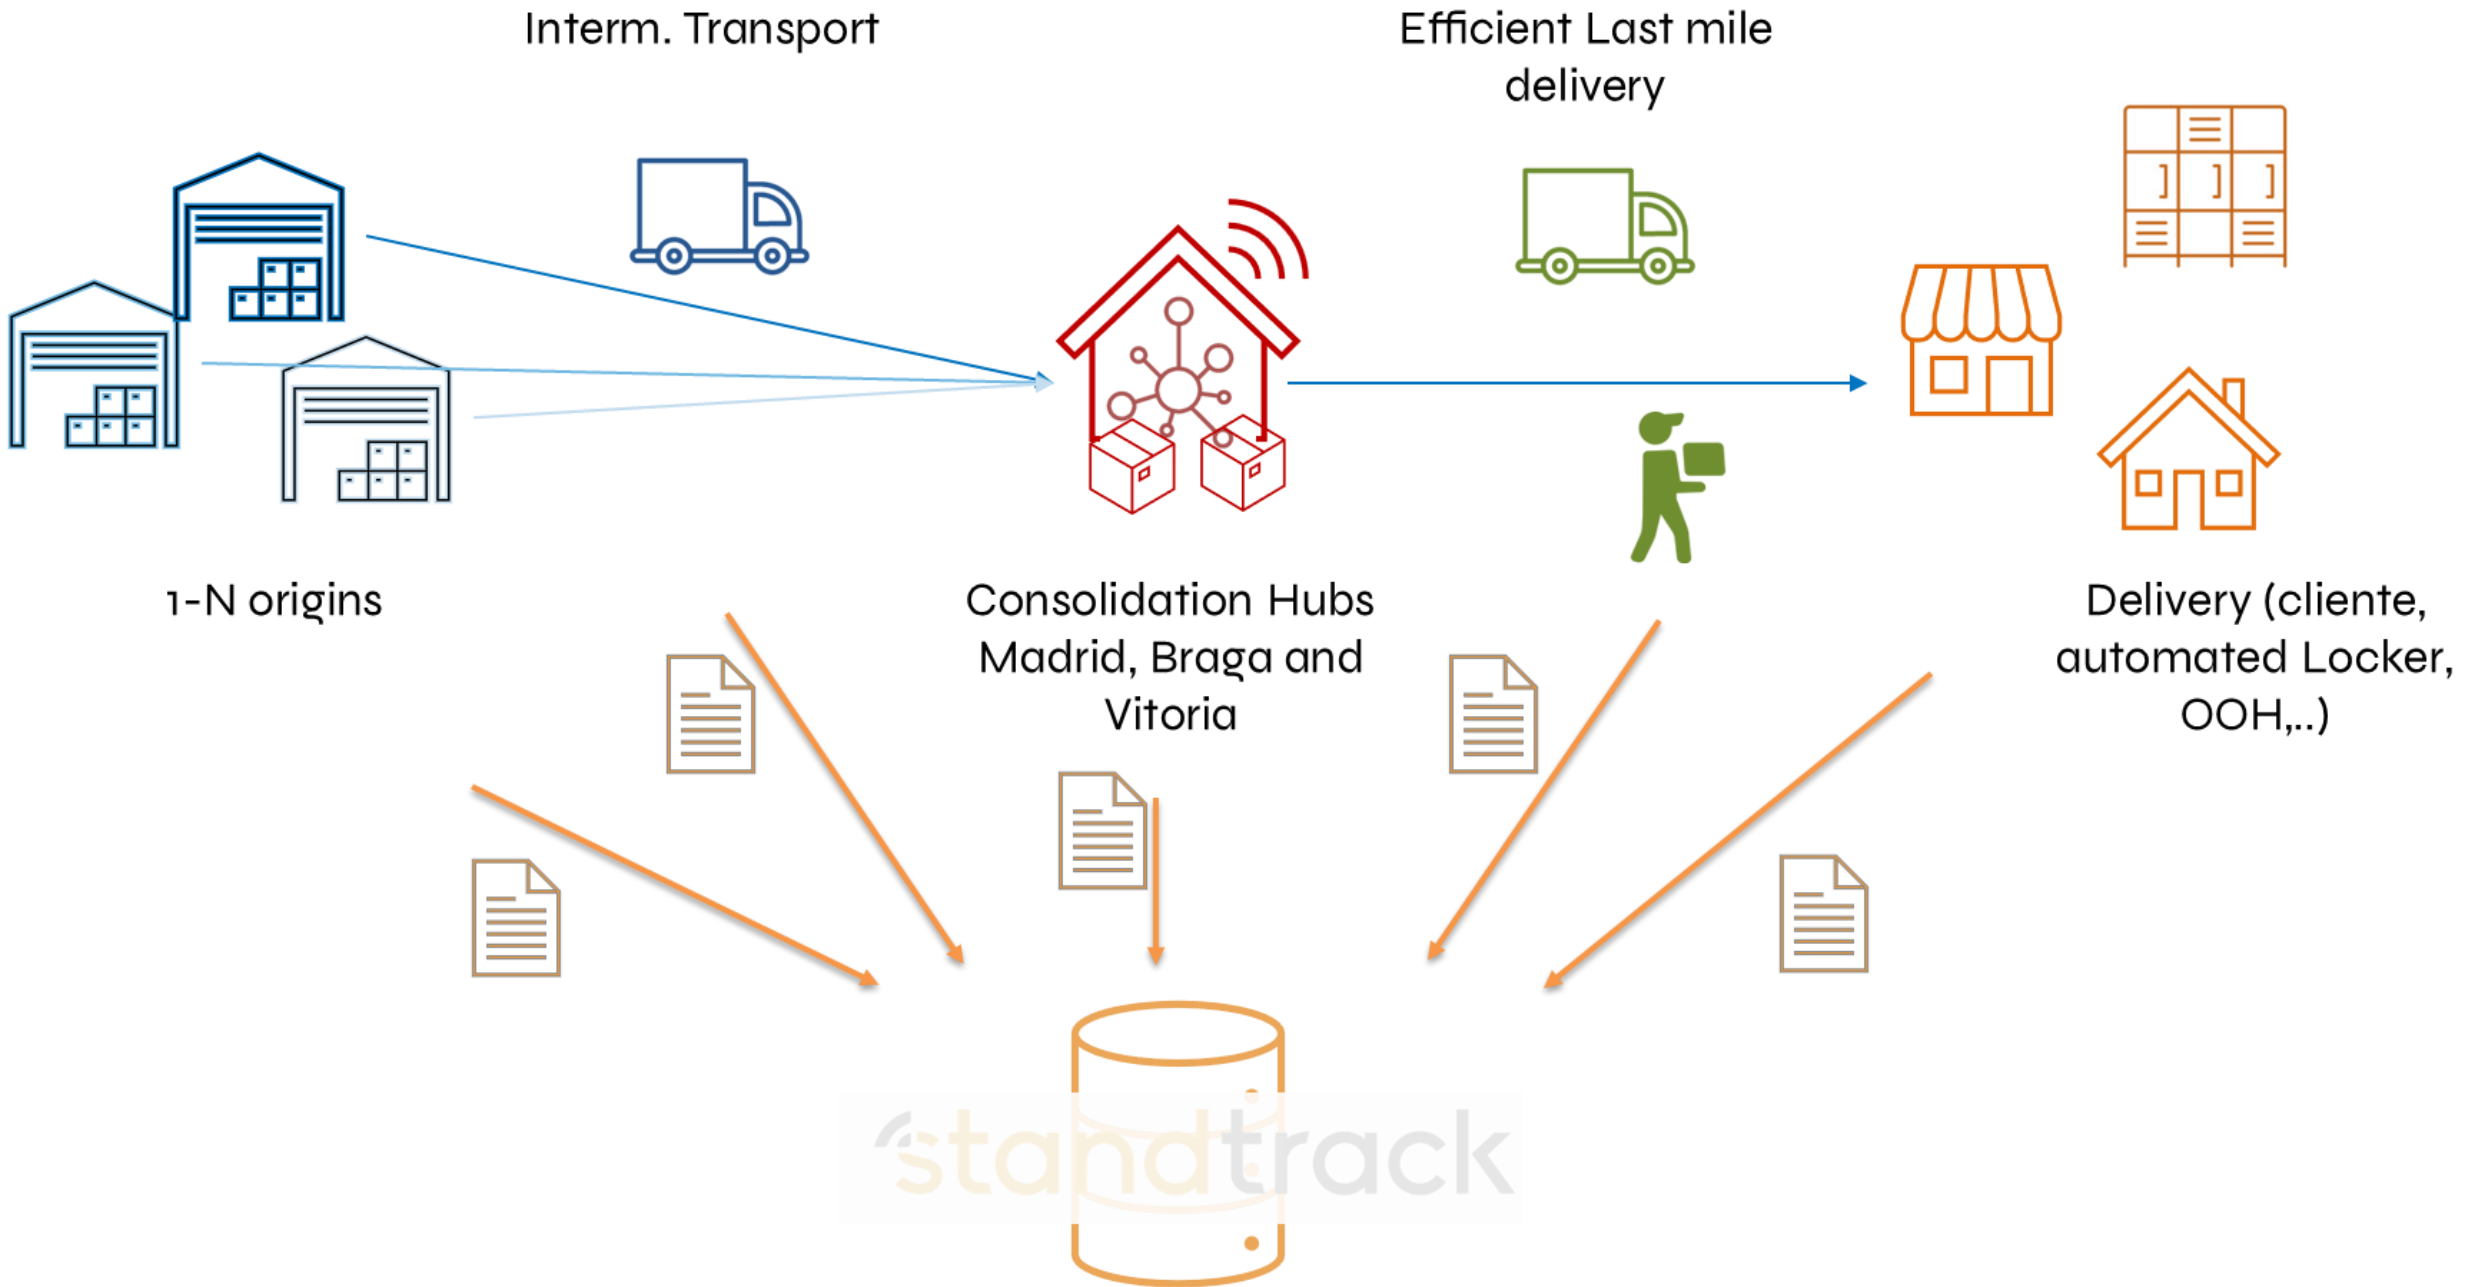 Interm. Transport
Efficient Last mile
delivery
1-N origins
Consolidation Hubs
Madrid, Braga and
Vitoria
Delivery (cliente,
automated Locker,
OOH,..)
standtrack